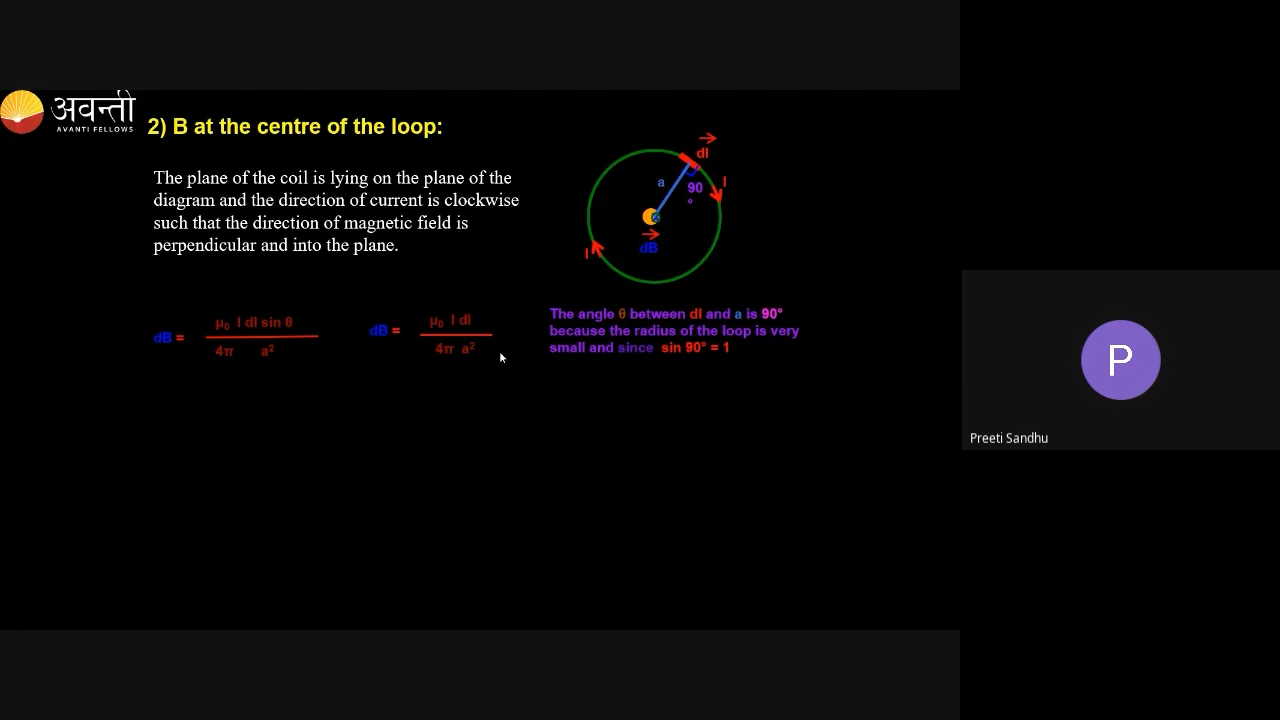 अवन्ती
AVANTI FELLOWS
2) B at the centre of the loop:
The plane of the coil is lying on the plane of the
diagram and the direction of current is clockwise
such that the direction of magnetic field is
perpendicular and into the plane.
dl
a
I
90
°
dB
I
dB =
μ₀ I dl sin θ
4π a²
dB =
μ₀ I dl
4π a²
The angle θ between dl and a is 90°
because the radius of the loop is very
small and since sin 90° = 1
P
Preeti Sandhu